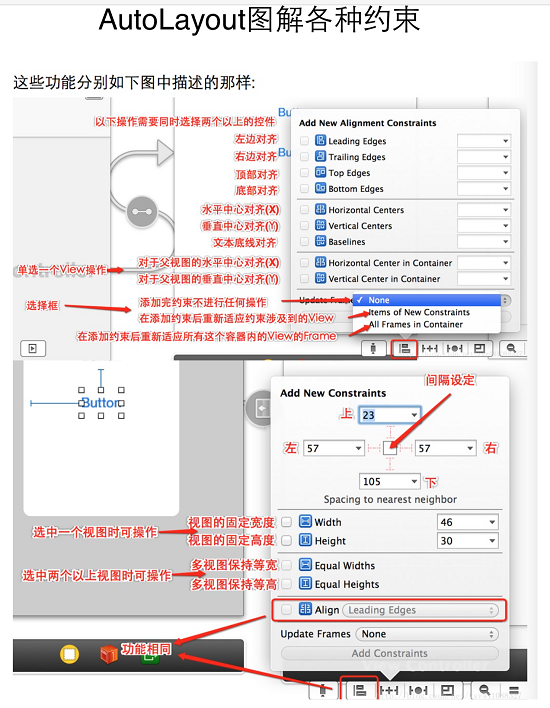 AutoLayout图解各种约束
这些功能分别如下图中描述的那样:
以下操作需要同时选择两个以上的控件
Add New Alignment Constraints
左边对齐
Leading Edges
右边对齐
Trailing Edges
顶部对齐
Top Edges
底部对齐
Bottom Edges
水平中心对齐(X)
Horizontal Centers
垂直中心对齐(Y)
Vertical Centers
文本底线对齐
Baselines
单选一个View操作
对于父视图的水平中心对齐(X)
Horizontal Center in Container
对于父视图的垂直中心对齐(Y)
Vertical Center in Container
选择框
添加完约束不进行任何操作
Update Frame
None
在添加约束后重新适应约束涉及到的View
Items of New Constraints
在添加约束后重新适应所有这个容器内的View的Frame
All Frames in Container
Button
Add New Constraints
间隔设定
上
23
左
57
57
右
105
下
Spacing to nearest neighbor
选中一个视图时可操作
视图的固定宽度
Width
46
视图的固定高度
Height
30
选中两个以上视图时可操作
多视图保持等宽
Equal Widths
多视图保持等高
Equal Heights
Align
Leading Edges
功能相同
Update Frames
None
Add Constraints